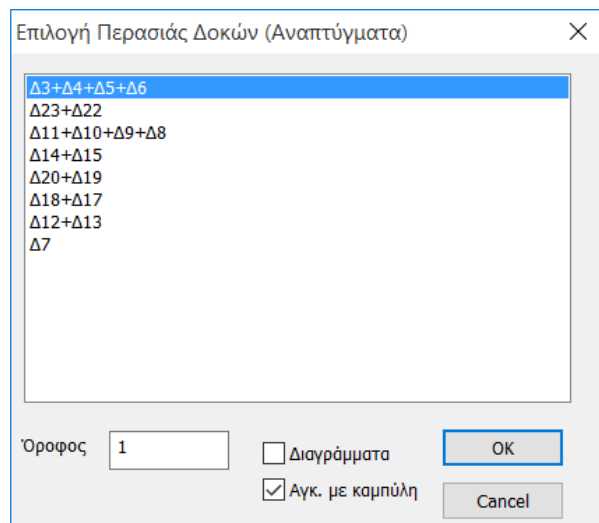 Επιλογή Περασιάς Δοκών (Αναπτύγματα)
Δ3+Δ4+Δ5+Δ6
Δ23+Δ22
Δ11+Δ10+Δ9+Δ8
Δ14+Δ15
Δ20+Δ19
Δ18+Δ17
Δ12+Δ13
Δ7
Όροφος 1
Διαγράμματα
OK
Αγκ. με καμπύλη
Cancel